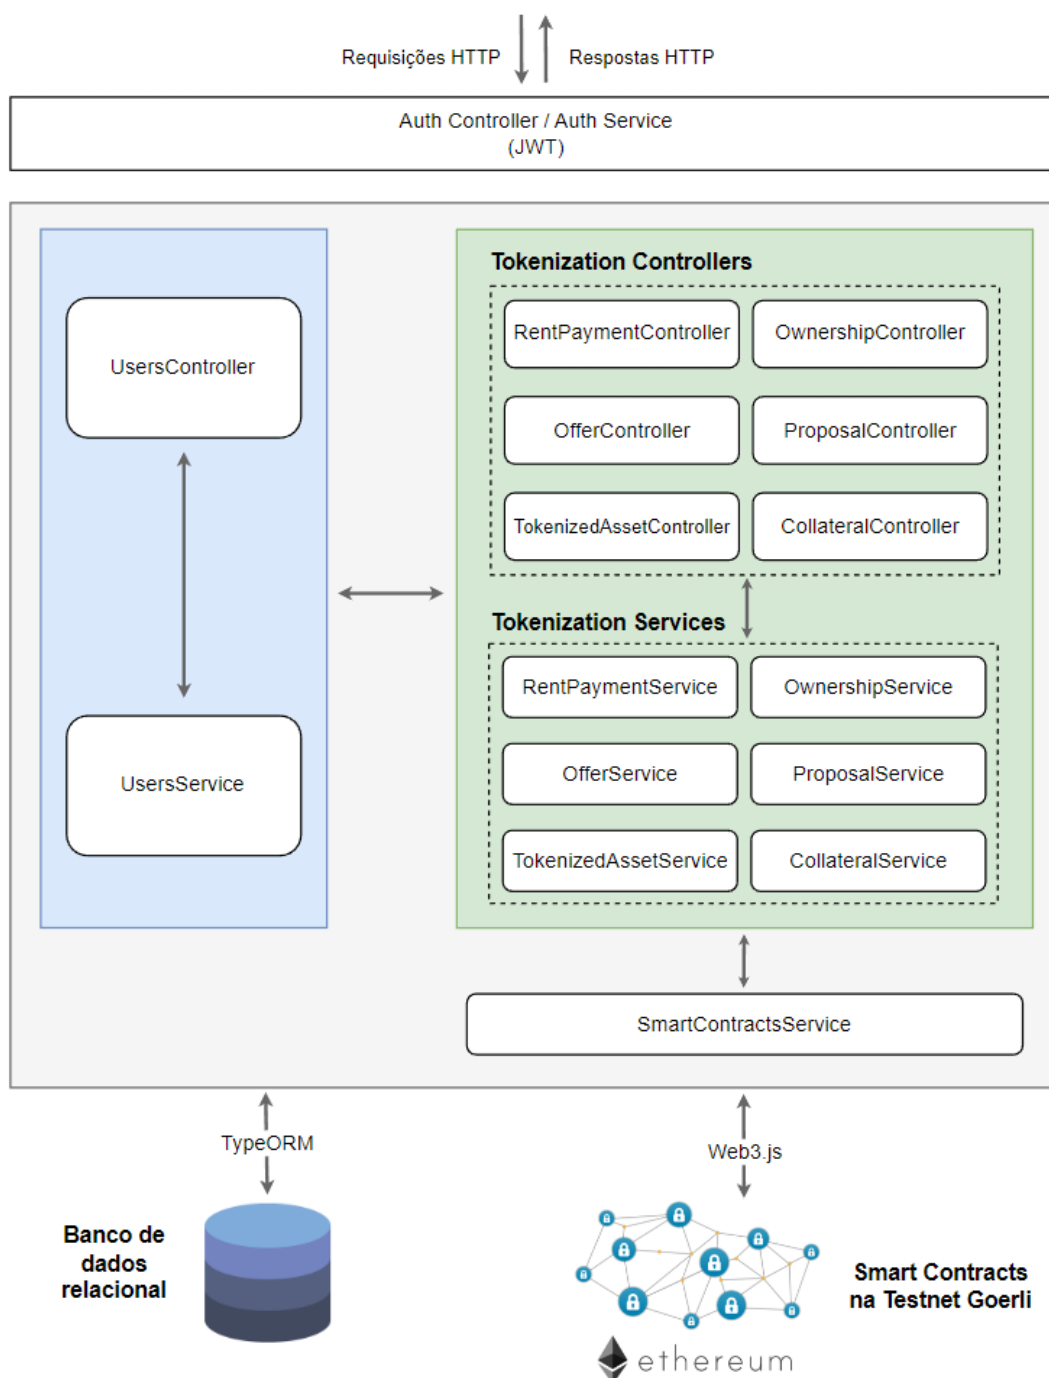 Requisições HTTP
Respostas HTTP
Auth Controller / Auth Service
(JWT)
UsersController
UsersService
Tokenization Controllers
RentPaymentController
OwnershipController
OfferController
ProposalController
TokenizedAssetController
CollateralController
Tokenization Services
RentPaymentService
OwnershipService
OfferService
ProposalService
TokenizedAssetService
CollateralService
SmartContractsService
TypeORM
Web3.js
Banco de
dados
relacional
Smart Contracts
na Testnet Goerli
ethereum